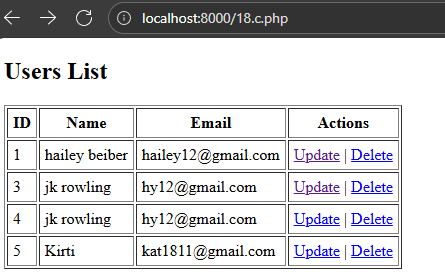 localhost:8000/18.c.php
Users List
ID Name Email Actions
1 hailey beiber hailey12@gmail.com Update | Delete
3 jk rowling hy12@gmail.com Update | Delete
4 jk rowling hy12@gmail.com Update | Delete
5 Kirti kat1811@gmail.com Update | Delete